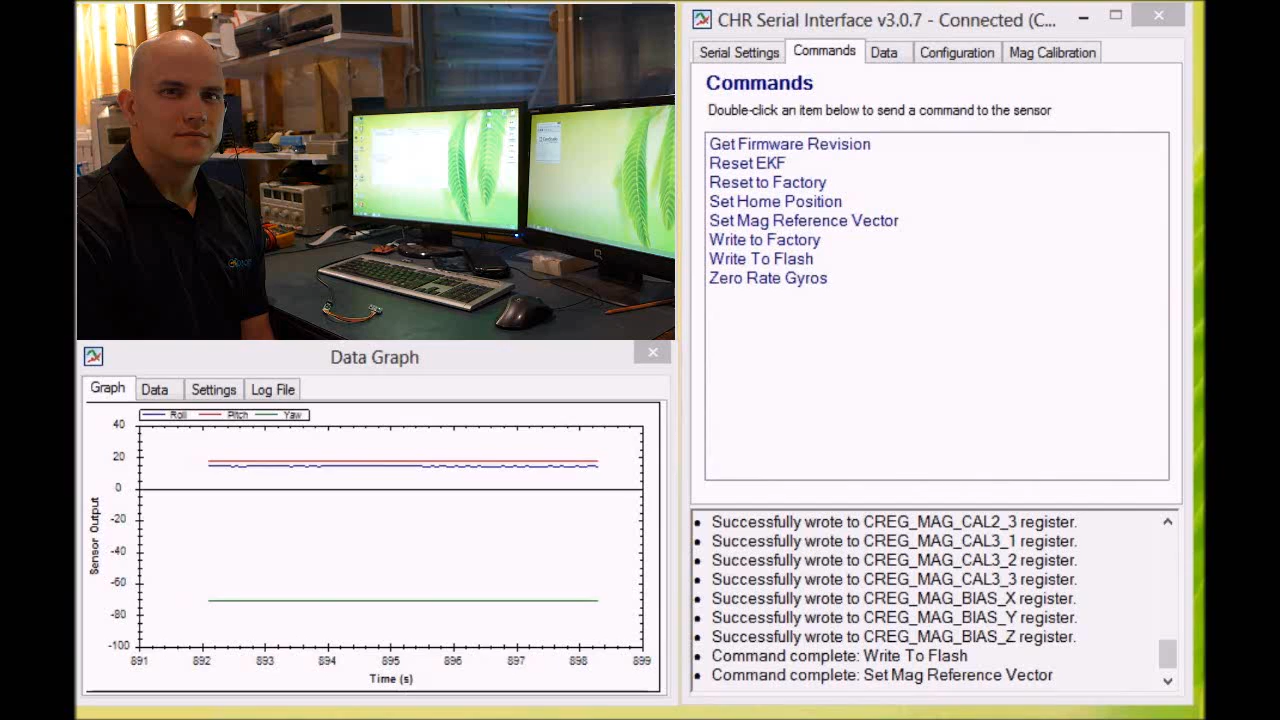 CHR Serial Interface v3.0.7 - Connected (C...
Serial Settings Commands Data Configuration Mag Calibration
Commands
Double-click an item below to send a command to the sensor
Get Firmware Revision
Reset EKF
Reset to Factory
Set Home Position
Set Mag Reference Vector
Write to Factory
Write To Flash
Zero Rate Gyros
Successfully wrote to CREG_MAG_CAL2_3 register.
Successfully wrote to CREG_MAG_CAL3_1 register.
Successfully wrote to CREG_MAG_CAL3_2 register.
Successfully wrote to CREG_MAG_CAL3_3 register.
Successfully wrote to CREG_MAG_BIAS_X register.
Successfully wrote to CREG_MAG_BIAS_Y register.
Successfully wrote to CREG_MAG_BIAS_Z register.
Command complete: Write To Flash
Command complete: Set Mag Reference Vector
Data Graph
Graph Data Settings Log File
Roll Pitch Yaw
40
20
0
-20
-40
-60
-80
-100
Sensor Output
891 892 893 894 895 896 897 898 899
Time (s)